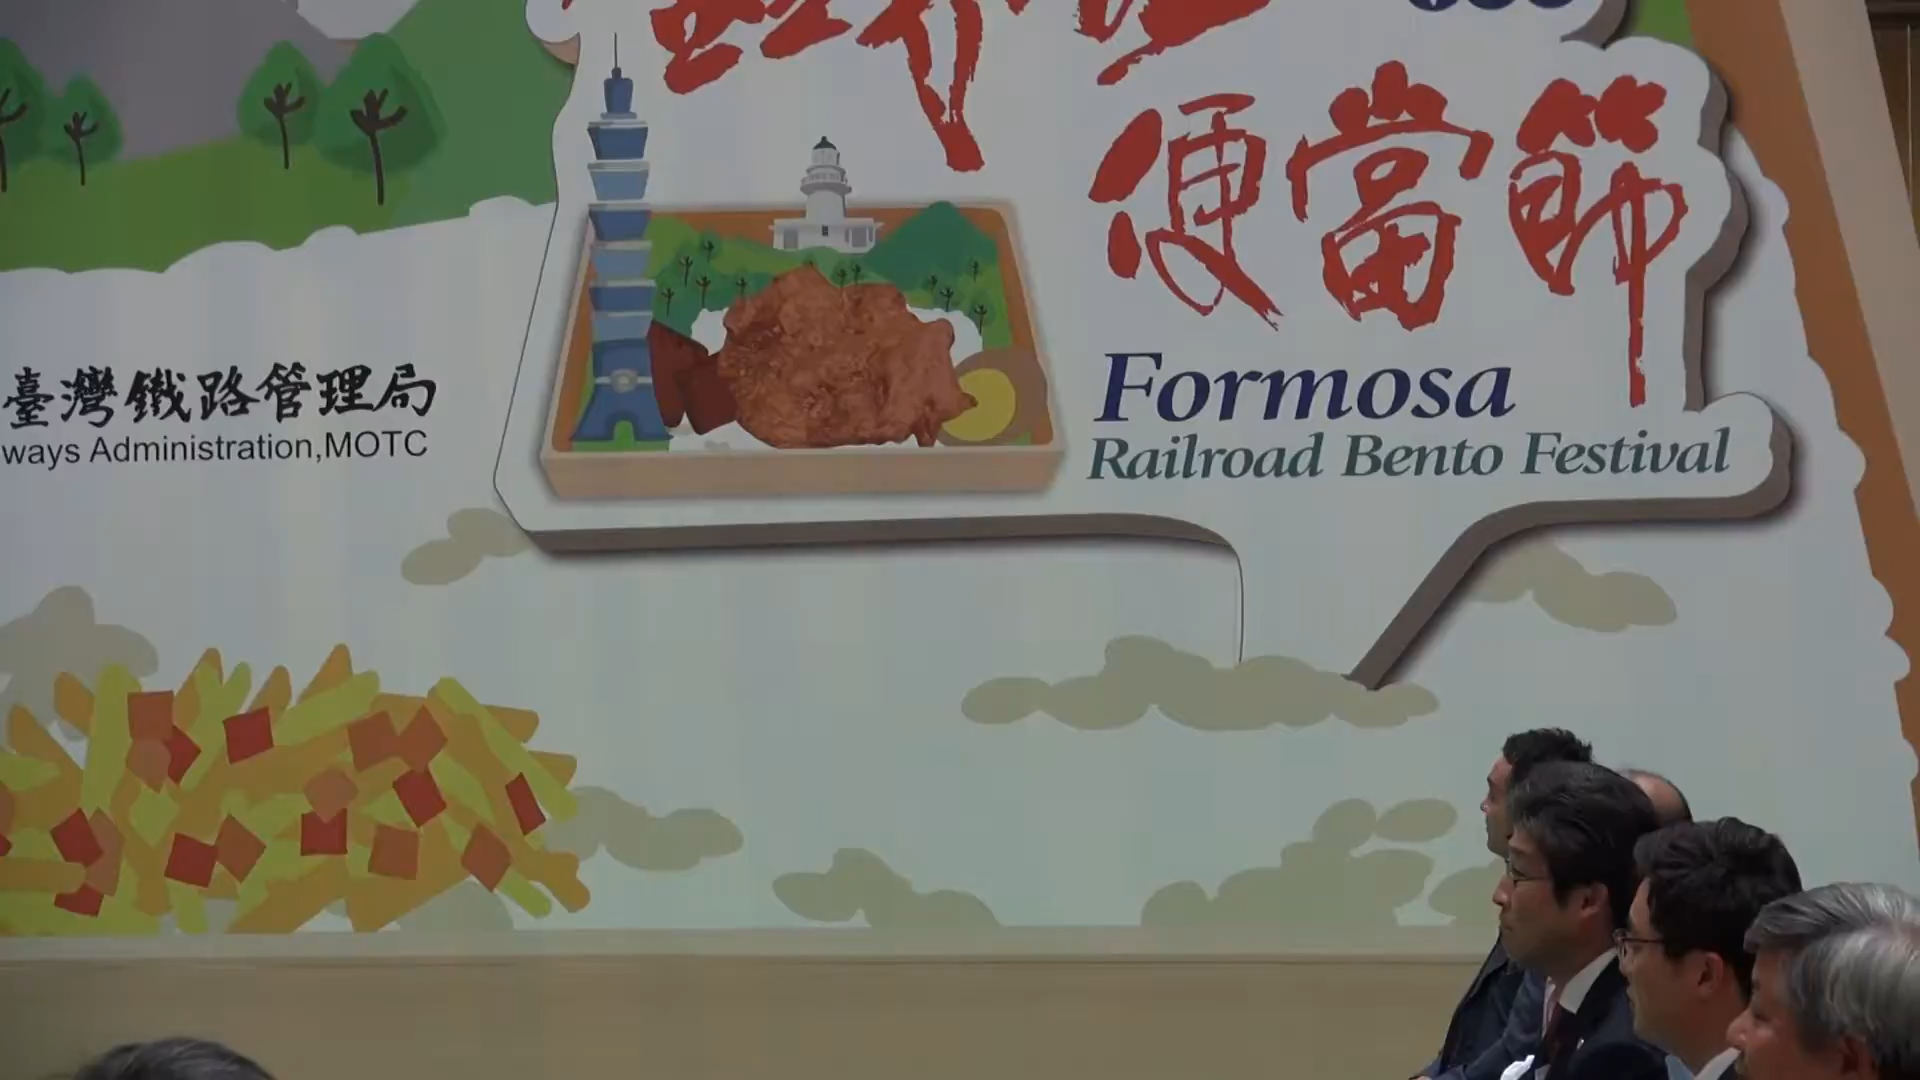 便當節
Formosa
Railroad Bento Festival
臺灣鐵路管理局
ways Administration,MOTC